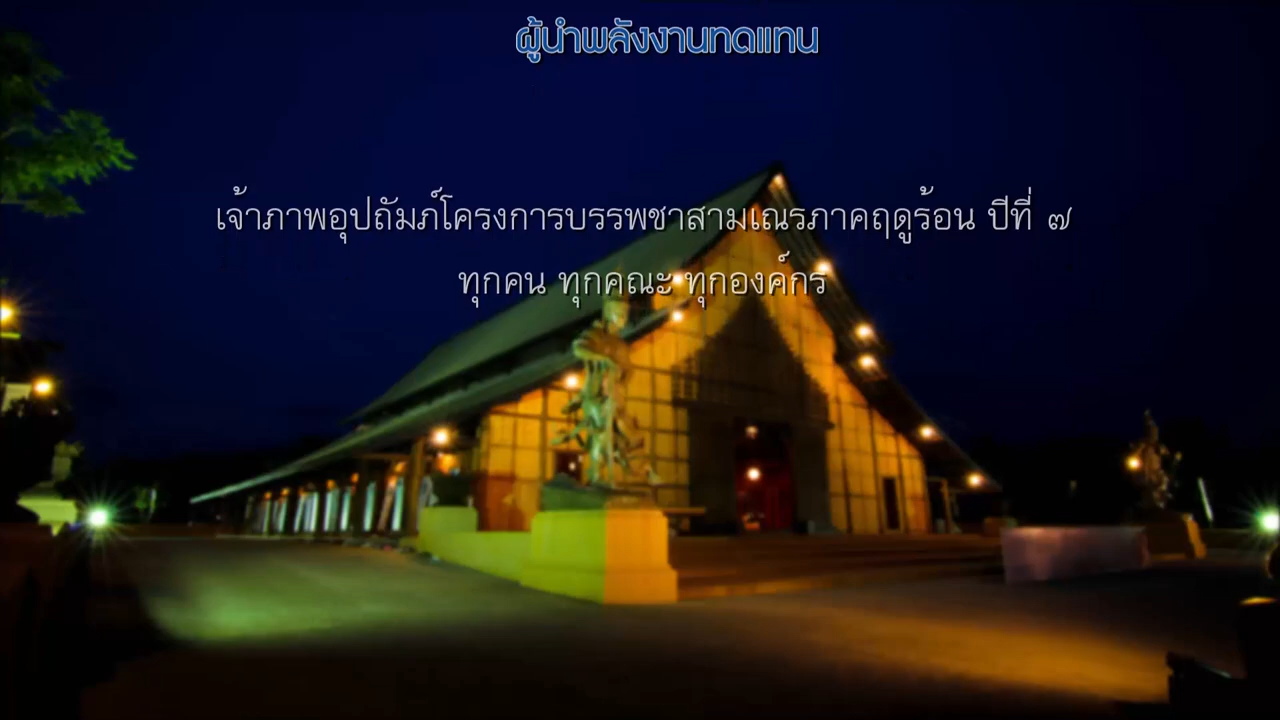 ผู้นำพลังงานทดแทน
เจ้าภาพอุปถัมภ์โครงการบรรพชาสามเณรภาคฤดูร้อน ปีที่ ๗
ทุกคน ทุกคณะ ทุกองค์กร